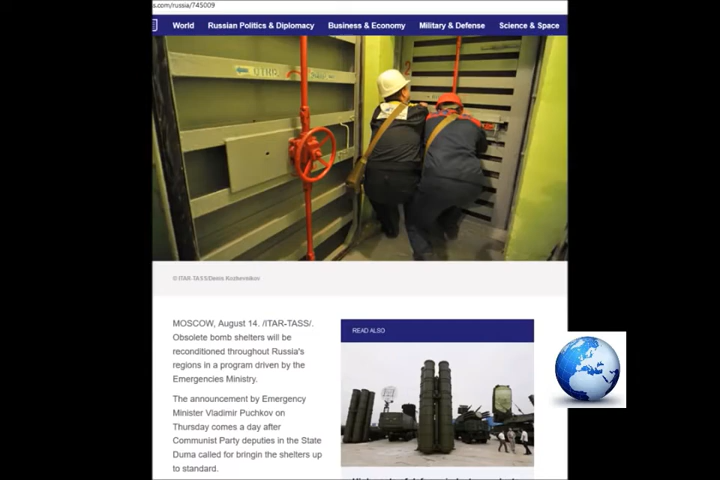 s.com/russia/745009
World Russian Politics & Diplomacy Business & Economy Military & Defense Science & Space
© ITAR-TASS/Denis Kozhevnikov
MOSCOW, August 14. /ITAR-TASS/.
Obsolete bomb shelters will be
reconditioned throughout Russia's
regions in a program driven by the
Emergencies Ministry.
The announcement by Emergency
Minister Vladimir Puchkov on
Thursday comes a day after
Communist Party deputies in the State
Duma called for bringin the shelters up
to standard.
READ ALSO